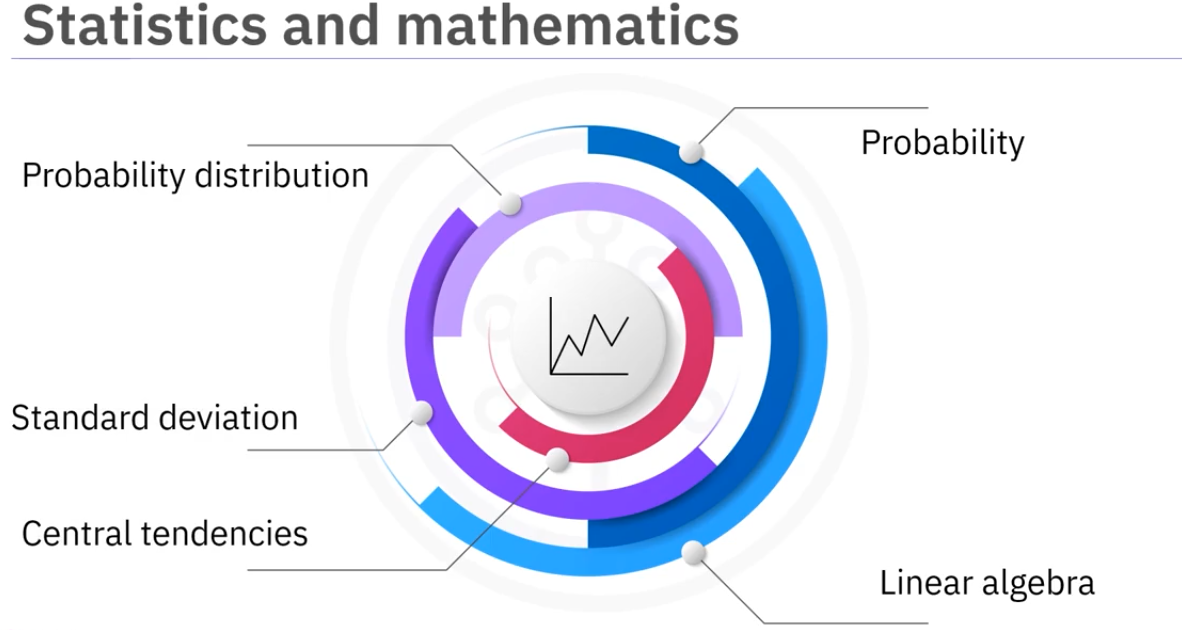 Statistics and mathematics
Probability
Probability distribution
Standard deviation
Central tendencies
Linear algebra